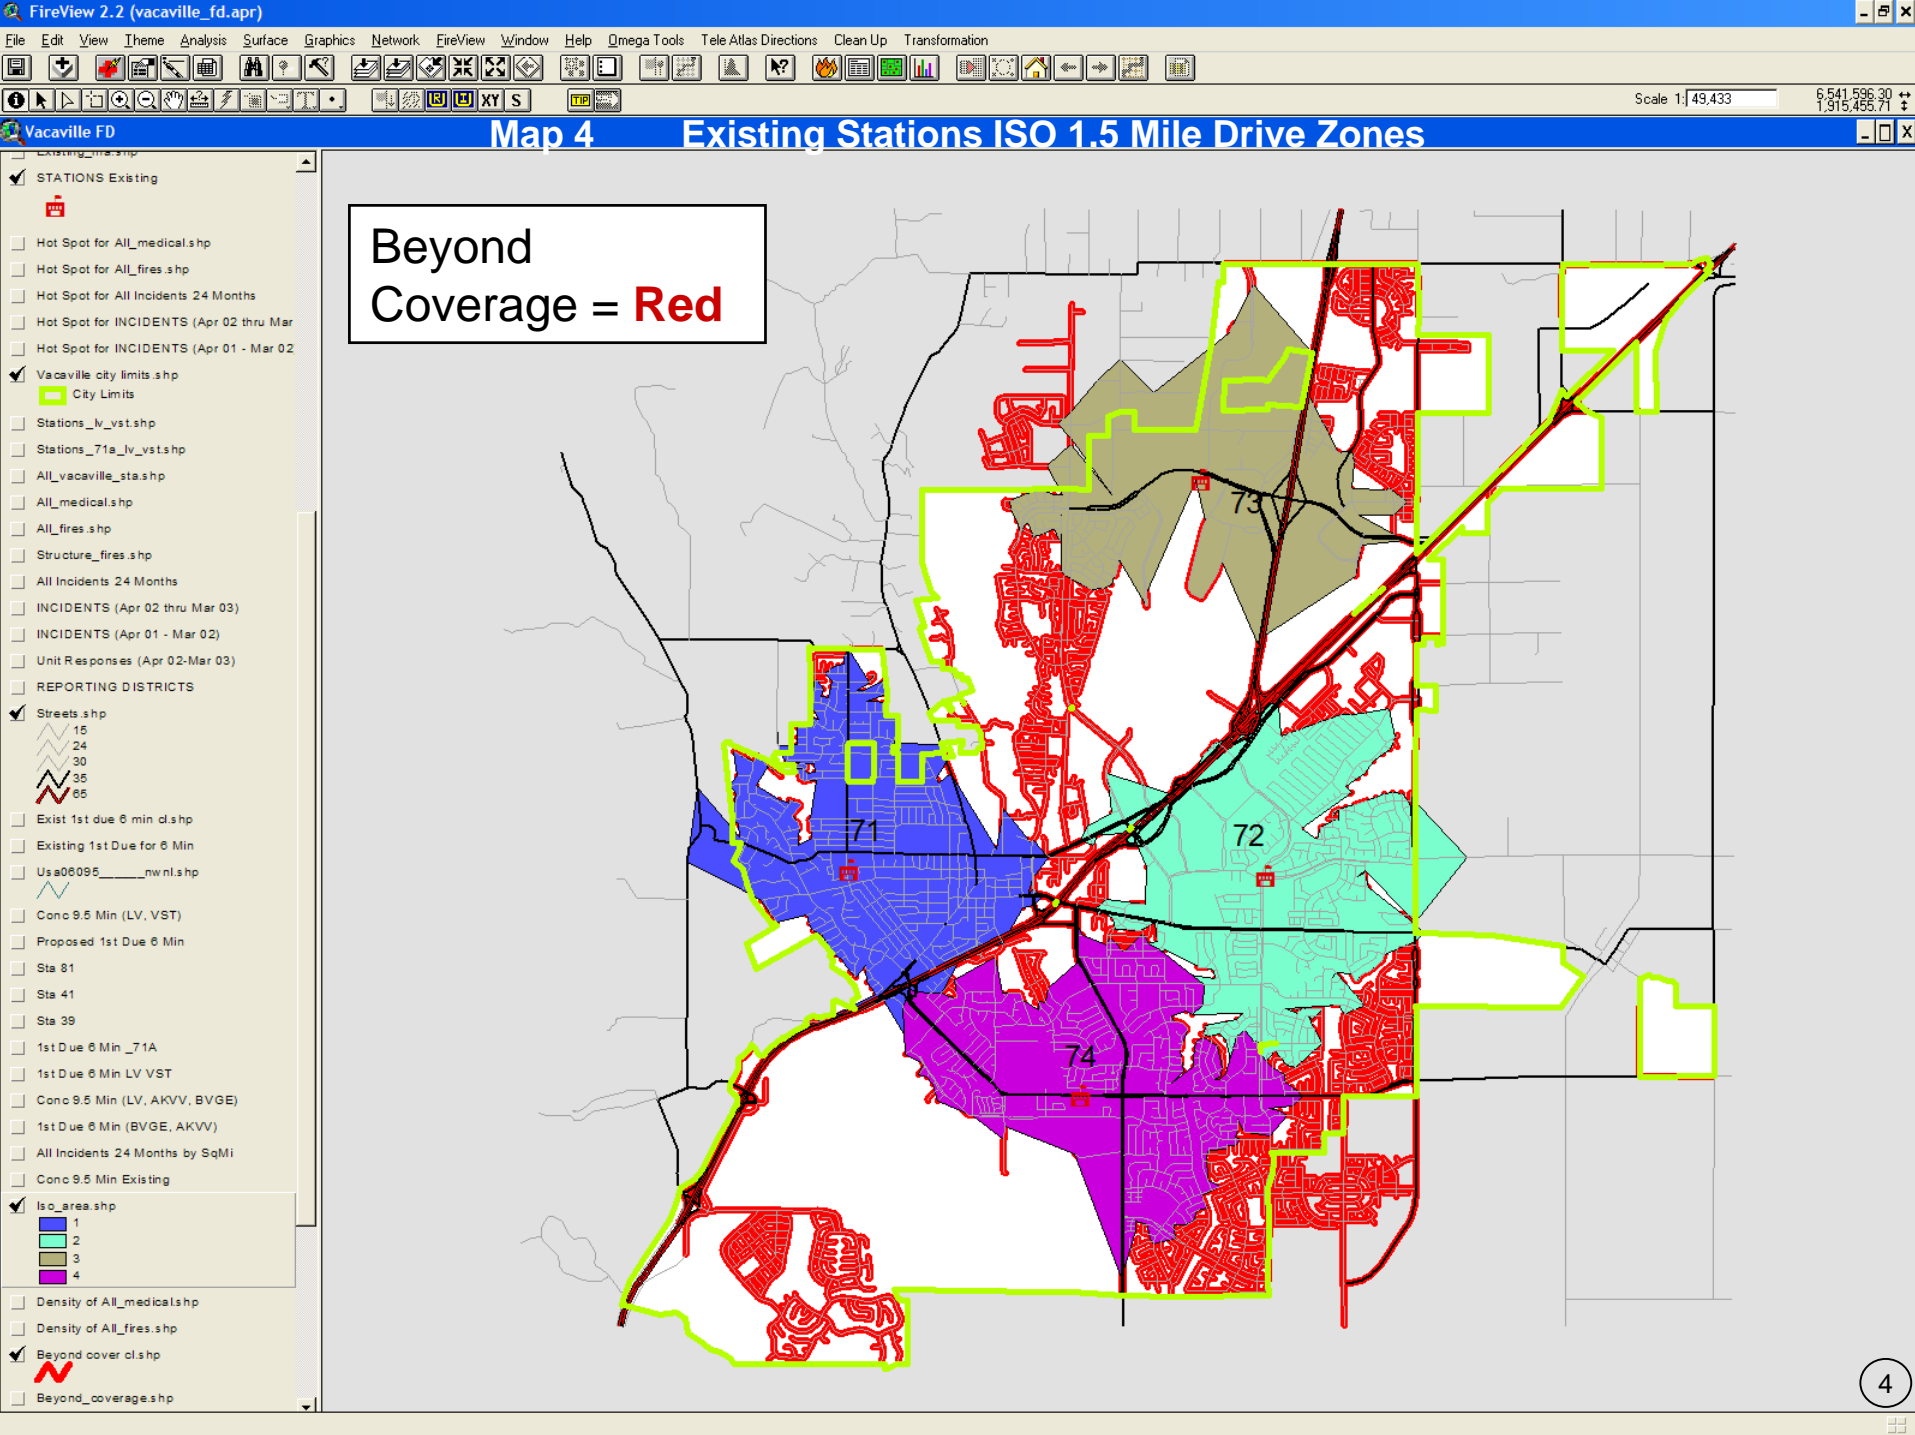 FireView 2.2 (vacaville_fd.apr)
File Edit View Theme Analysis Surface Graphics Network FireView Window Help Omega Tools Tele Atlas Directions Clean Up Transformation
XY S TIP
Scale 1: 49,433
6,541,596.30
1,915,455.71
Vacaville FD
Map 4 Existing Stations ISO 1.5 Mile Drive Zones
STATIONS Existing
Hot Spot for All_medical.shp
Hot Spot for All_fires.shp
Hot Spot for All Incidents 24 Months
Hot Spot for INCIDENTS (Apr 02 thru Mar
Hot Spot for INCIDENTS (Apr 01 - Mar 02
Vacaville city limits.shp
City Limits
Stations_lv_vst.shp
Stations_71a_lv_vst.shp
All_vacaville_sta.shp
All_medical.shp
All_fires.shp
Structure_fires.shp
All Incidents 24 Months
INCIDENTS (Apr 02 thru Mar 03)
INCIDENTS (Apr 01 - Mar 02)
Unit Responses (Apr 02-Mar 03)
REPORTING DISTRICTS
Streets.shp
15
24
30
35
65
Exist 1st due 6 min cl.shp
Existing 1st Due for 6 Min
Usa06095______nwnl.shp
Conc 9.5 Min (LV, VST)
Proposed 1st Due 6 Min
Sta 81
Sta 41
Sta 39
1st Due 6 Min _71A
1st Due 6 Min LV VST
Conc 9.5 Min (LV, AKVV, BVGE)
1st Due 6 Min (BVGE, AKVV)
All Incidents 24 Months by SqMi
Conc 9.5 Min Existing
Iso_area.shp
1
2
3
4
Density of All_medical.shp
Density of All_fires.shp
Beyond cover cl.shp
Beyond_coverage.shp
Beyond
Coverage = Red
73
71
72
74
4